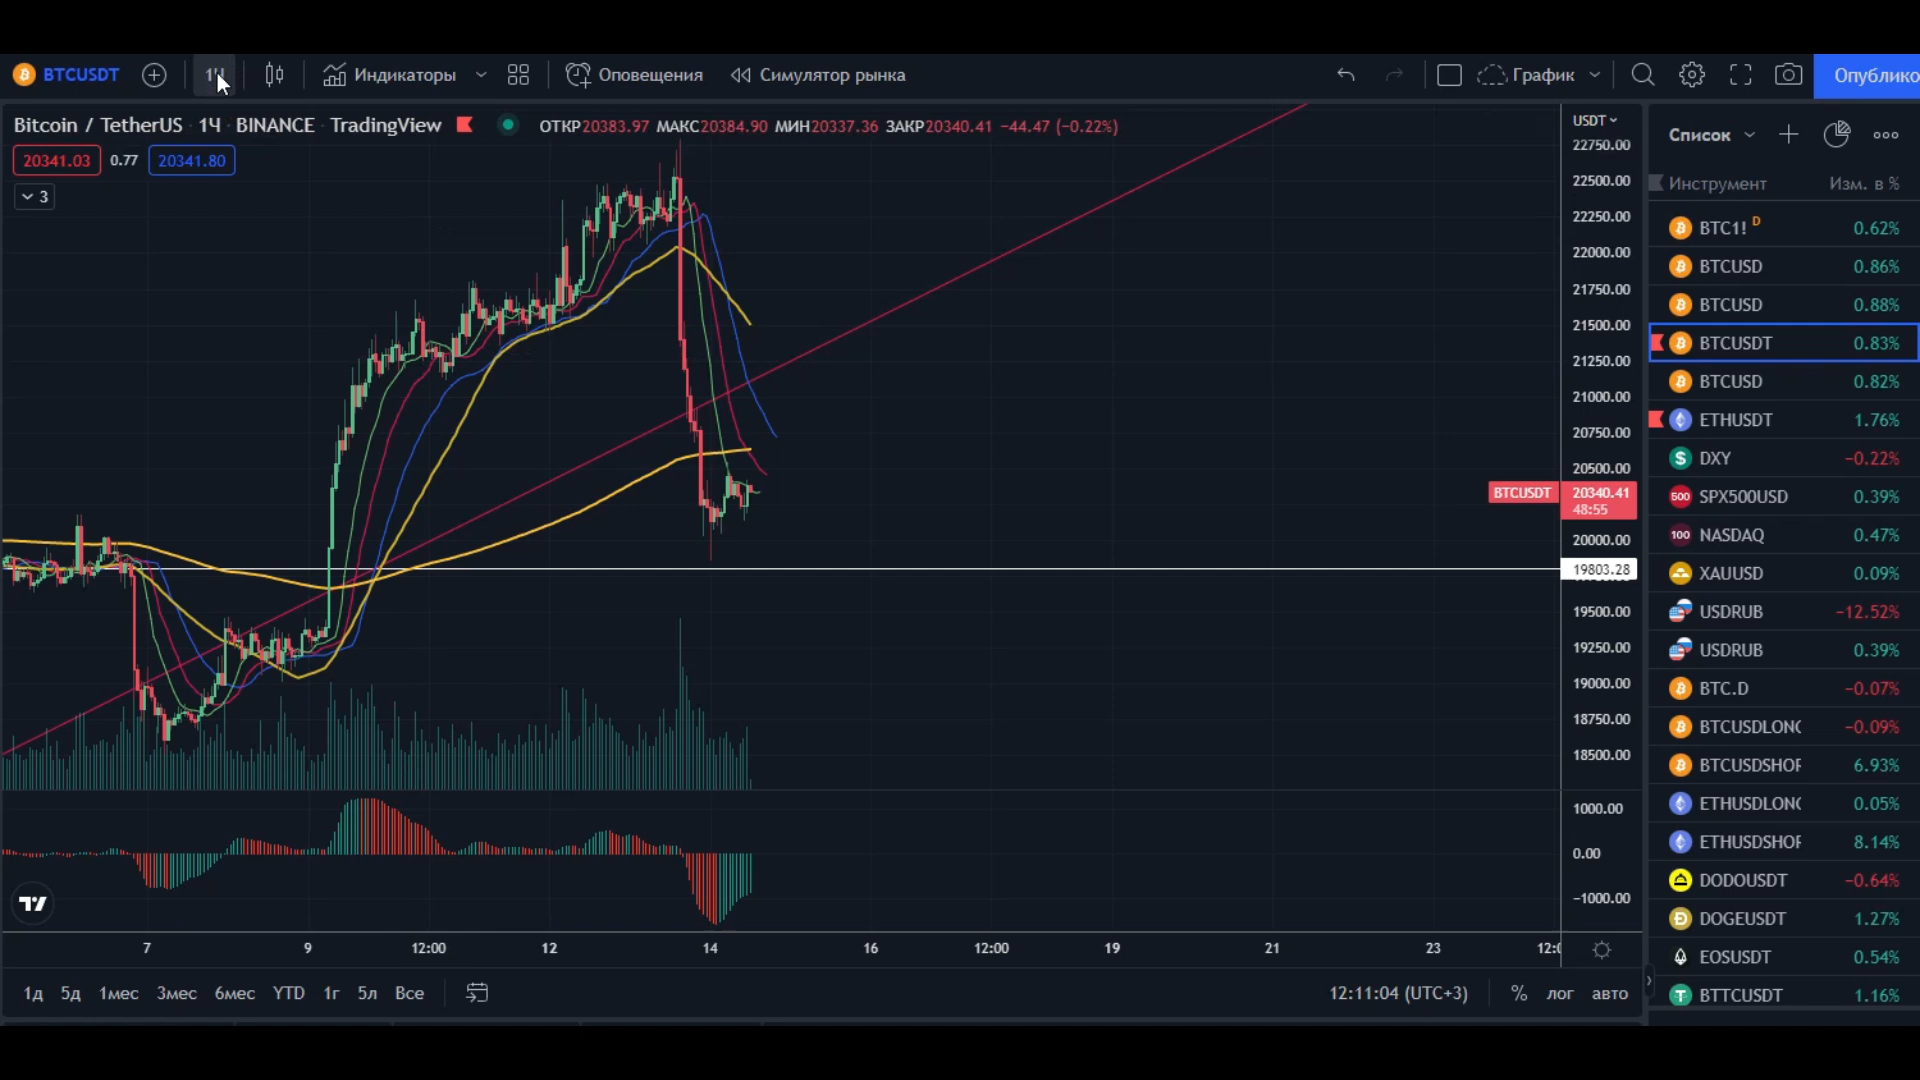 BTCUSDT
Индикаторы
Оповещения
Симулятор рынка
График
Опублико
Bitcoin / TetherUS · 1Ч · BINANCE · TradingView
ОТКР20383.97 МАКС20384.90 МИН20337.36 ЗАКР20340.41 −44.47 (−0.22%)
20341.03 0.77 20341.80
3
USDT
22750.00
22500.00
22250.00
22000.00
21750.00
21500.00
21250.00
21000.00
20750.00
20500.00
BTCUSDT 20340.41
48:55
20000.00
19803.28
19500.00
19250.00
19000.00
18750.00
18500.00
1000.00
0.00
−1000.00
7 9 12:00 12 14 16 12:00 19 21 23 12:0
1д 5д 1мес 3мес 6мес YTD 1г 5л Все
12:11:04 (UTC+3) % лог авто
Список
Инструмент Изм. в %
BTC1! D 0.62%
BTCUSD 0.86%
BTCUSD 0.88%
BTCUSDT 0.83%
BTCUSD 0.82%
ETHUSDT 1.76%
DXY −0.22%
500 SPX500USD 0.39%
100 NASDAQ 0.47%
XAUUSD 0.09%
USDRUB −12.52%
USDRUB 0.39%
BTC.D −0.07%
BTCUSDLONG −0.09%
BTCUSDSHOR 6.93%
ETHUSDLONG 0.05%
ETHUSDSHOR 8.14%
DODOUSDT −0.64%
DOGEUSDT 1.27%
EOSUSDT 0.54%
BTTCUSDT 1.16%